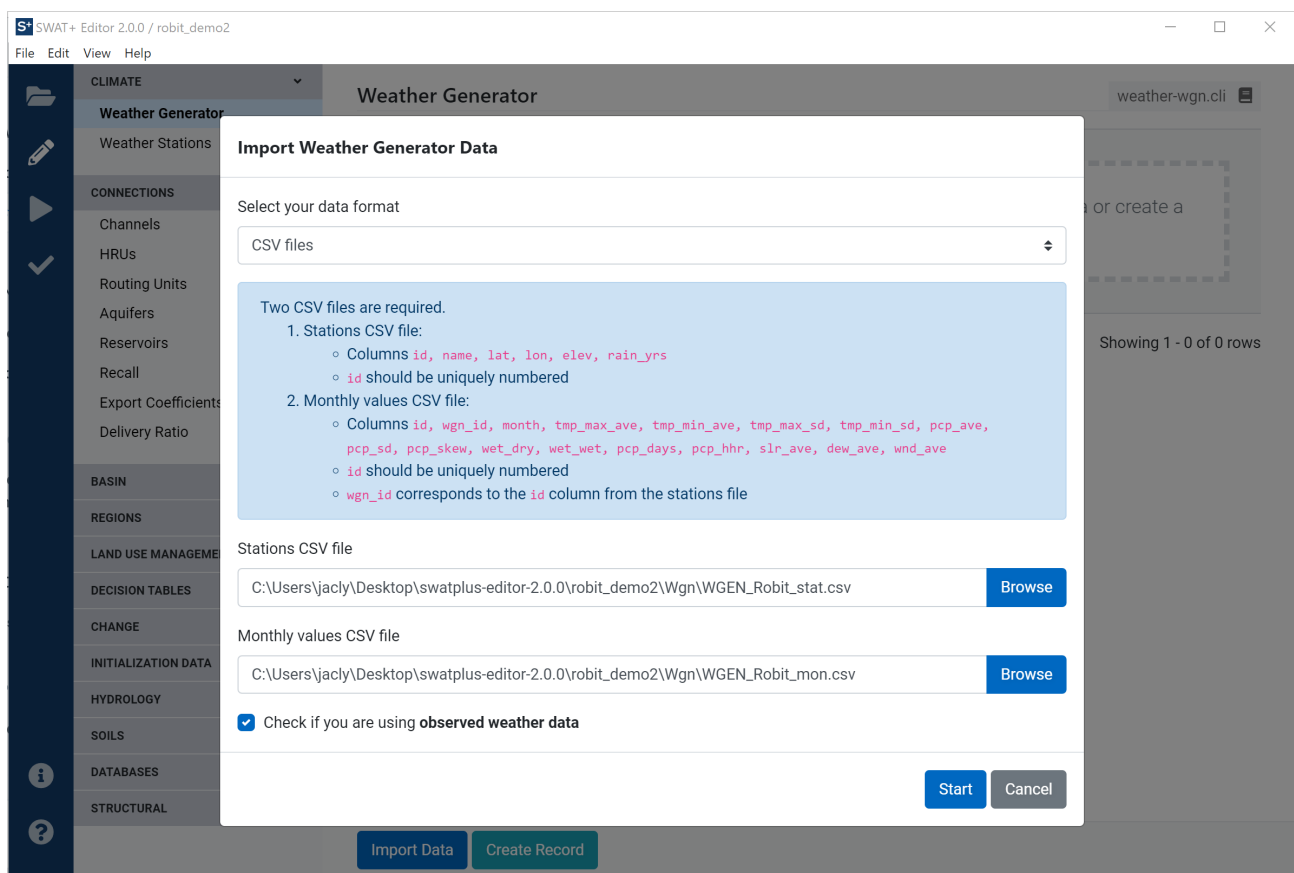 S+ SWAT+ Editor 2.0.0 / robit_demo2
File Edit View Help
CLIMATE
Weather Generator
Weather Stations
CONNECTIONS
Channels
HRUs
Routing Units
Aquifers
Reservoirs
Recall
Export Coefficients
Delivery Ratio
BASIN
REGIONS
LAND USE MANAGEME
DECISION TABLES
CHANGE
INITIALIZATION DATA
HYDROLOGY
SOILS
DATABASES
STRUCTURAL
Weather Generator
weather-wgn.cli
or create a
Showing 1 - 0 of 0 rows
Import Weather Generator Data
Select your data format
CSV files
Two CSV files are required.
1. Stations CSV file:
Columns id, name, lat, lon, elev, rain_yrs
id should be uniquely numbered
2. Monthly values CSV file:
Columns id, wgn_id, month, tmp_max_ave, tmp_min_ave, tmp_max_sd, tmp_min_sd, pcp_ave,
pcp_sd, pcp_skew, wet_dry, wet_wet, pcp_days, pcp_hhr, slr_ave, dew_ave, wnd_ave
id should be uniquely numbered
wgn_id corresponds to the id column from the stations file
Stations CSV file
C:\Users\jacly\Desktop\swatplus-editor-2.0.0\robit_demo2\Wgn\WGEN_Robit_stat.csv
Browse
Monthly values CSV file
C:\Users\jacly\Desktop\swatplus-editor-2.0.0\robit_demo2\Wgn\WGEN_Robit_mon.csv
Browse
Check if you are using observed weather data
Start
Cancel
Import Data
Create Record